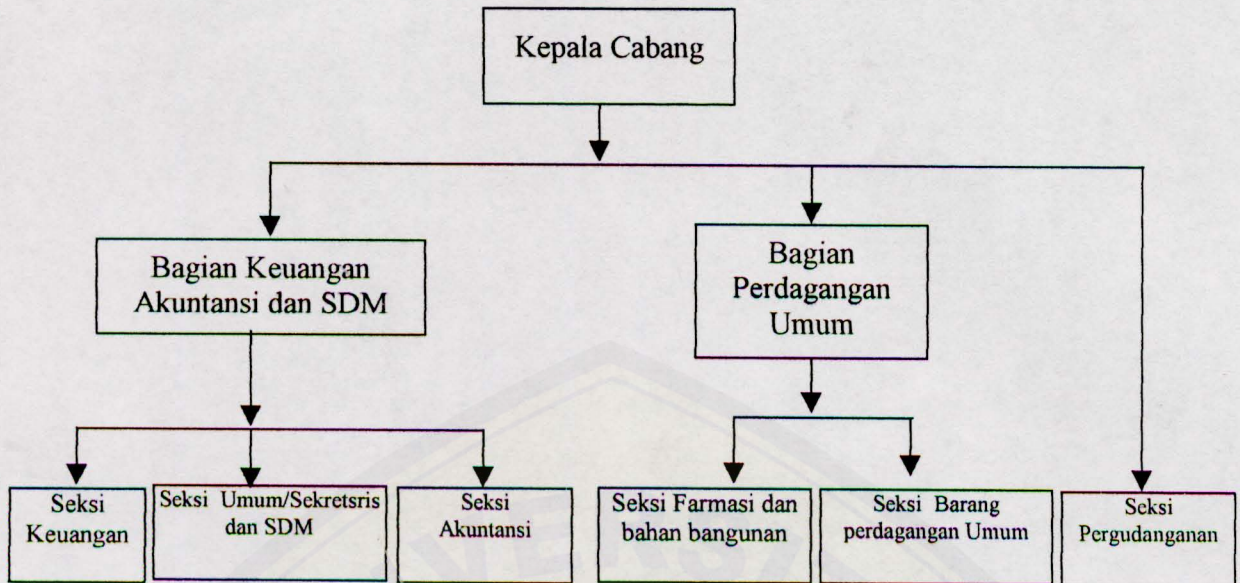 Kepala Cabang
Bagian Keuangan
Akuntansi dan SDM
Bagian
Perdagangan
Umum
Seksi
Keuangan
Seksi Umum/Sekretsris
dan SDM
Seksi
Akuntansi
Seksi Farmasi dan
bahan bangunan
Seksi Barang
perdagangan Umum
Seksi
Pergudanganan
VERSI